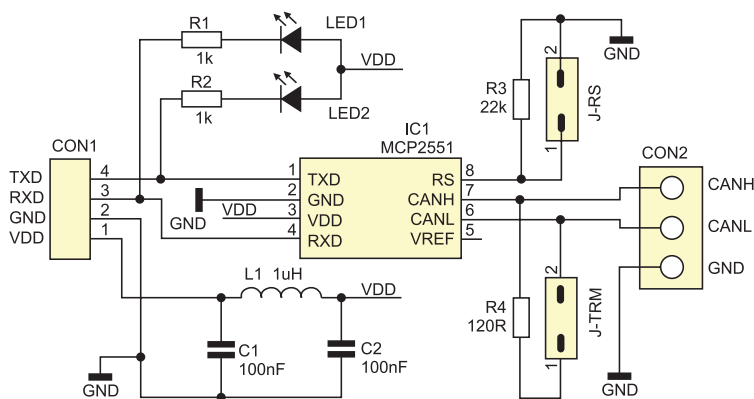 R1
1k
LED1
VDD
R2
1k
LED2
GND
2
1
R3
22k
J-RS
CON1
TXD 4
RXD 3
GND 2
VDD 1
IC1
MCP2551
1 TXD
2 GND
3 VDD
4 RXD
RS 8
CANH 7
CANL 6
VREF 5
GND
VDD
CON2
CANH
CANL
GND
L1 1uH
VDD
C1
100nF
C2
100nF
GND
R4
120R
2
1
J-TRM
GND